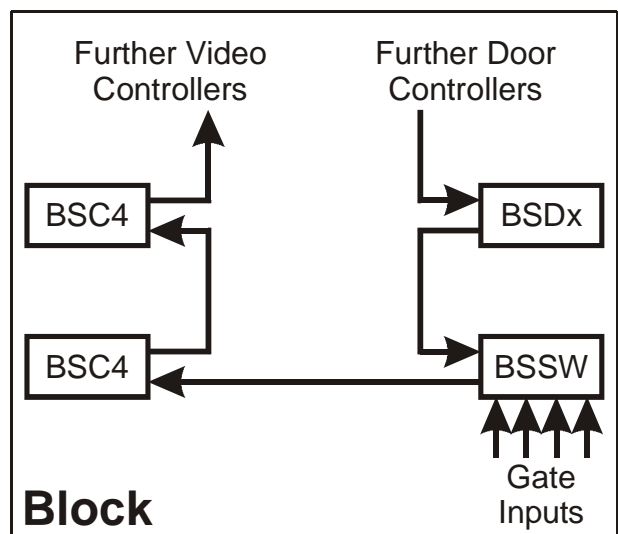 Further Video
Controllers
Further Door
Controllers
BSC4
BSDx
BSC4
BSSW
Gate
Inputs
Block